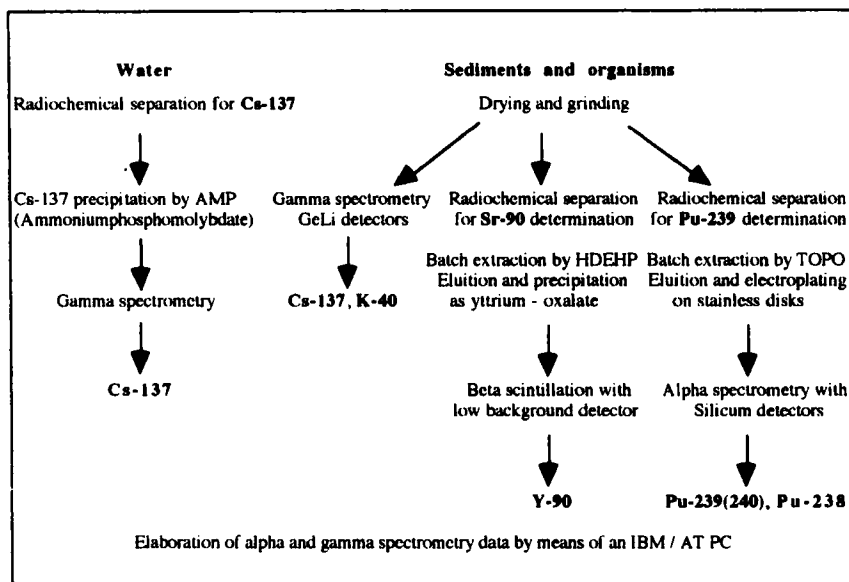 Water
Radiochemical separation for Cs-137
Cs-137 precipitation by AMP
(Ammoniumphosphomolybdate)
Gamma spectrometry
Cs-137
Sediments and organisms
Drying and grinding
Gamma spectrometry
GeLi detectors
Cs-137, K-40
Radiochemical separation
for Sr-90 determination
Batch extraction by HDEHP
Eluition and precipitation
as yttrium - oxalate
Beta scintillation with
low background detector
Y-90
Radiochemical separation
for Pu-239 determination
Batch extraction by TOPO
Eluition and electroplating
on stainless disks
Alpha spectrometry with
Silicum detectors
Pu-239(240), Pu-238
Elaboration of alpha and gamma spectrometry data by means of an IBM / AT PC